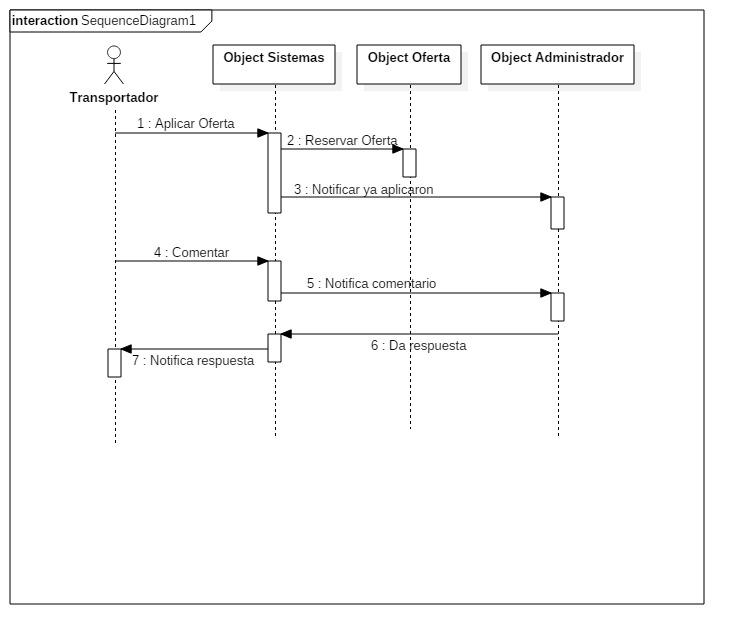 interaction SequenceDiagram1
Object Sistemas
Object Oferta
Object Administrador
Transportador
1 : Aplicar Oferta
2 : Reservar Oferta
3 : Notificar ya aplicaron
4 : Comentar
5 : Notifica comentario
6 : Da respuesta
7 : Notifica respuesta